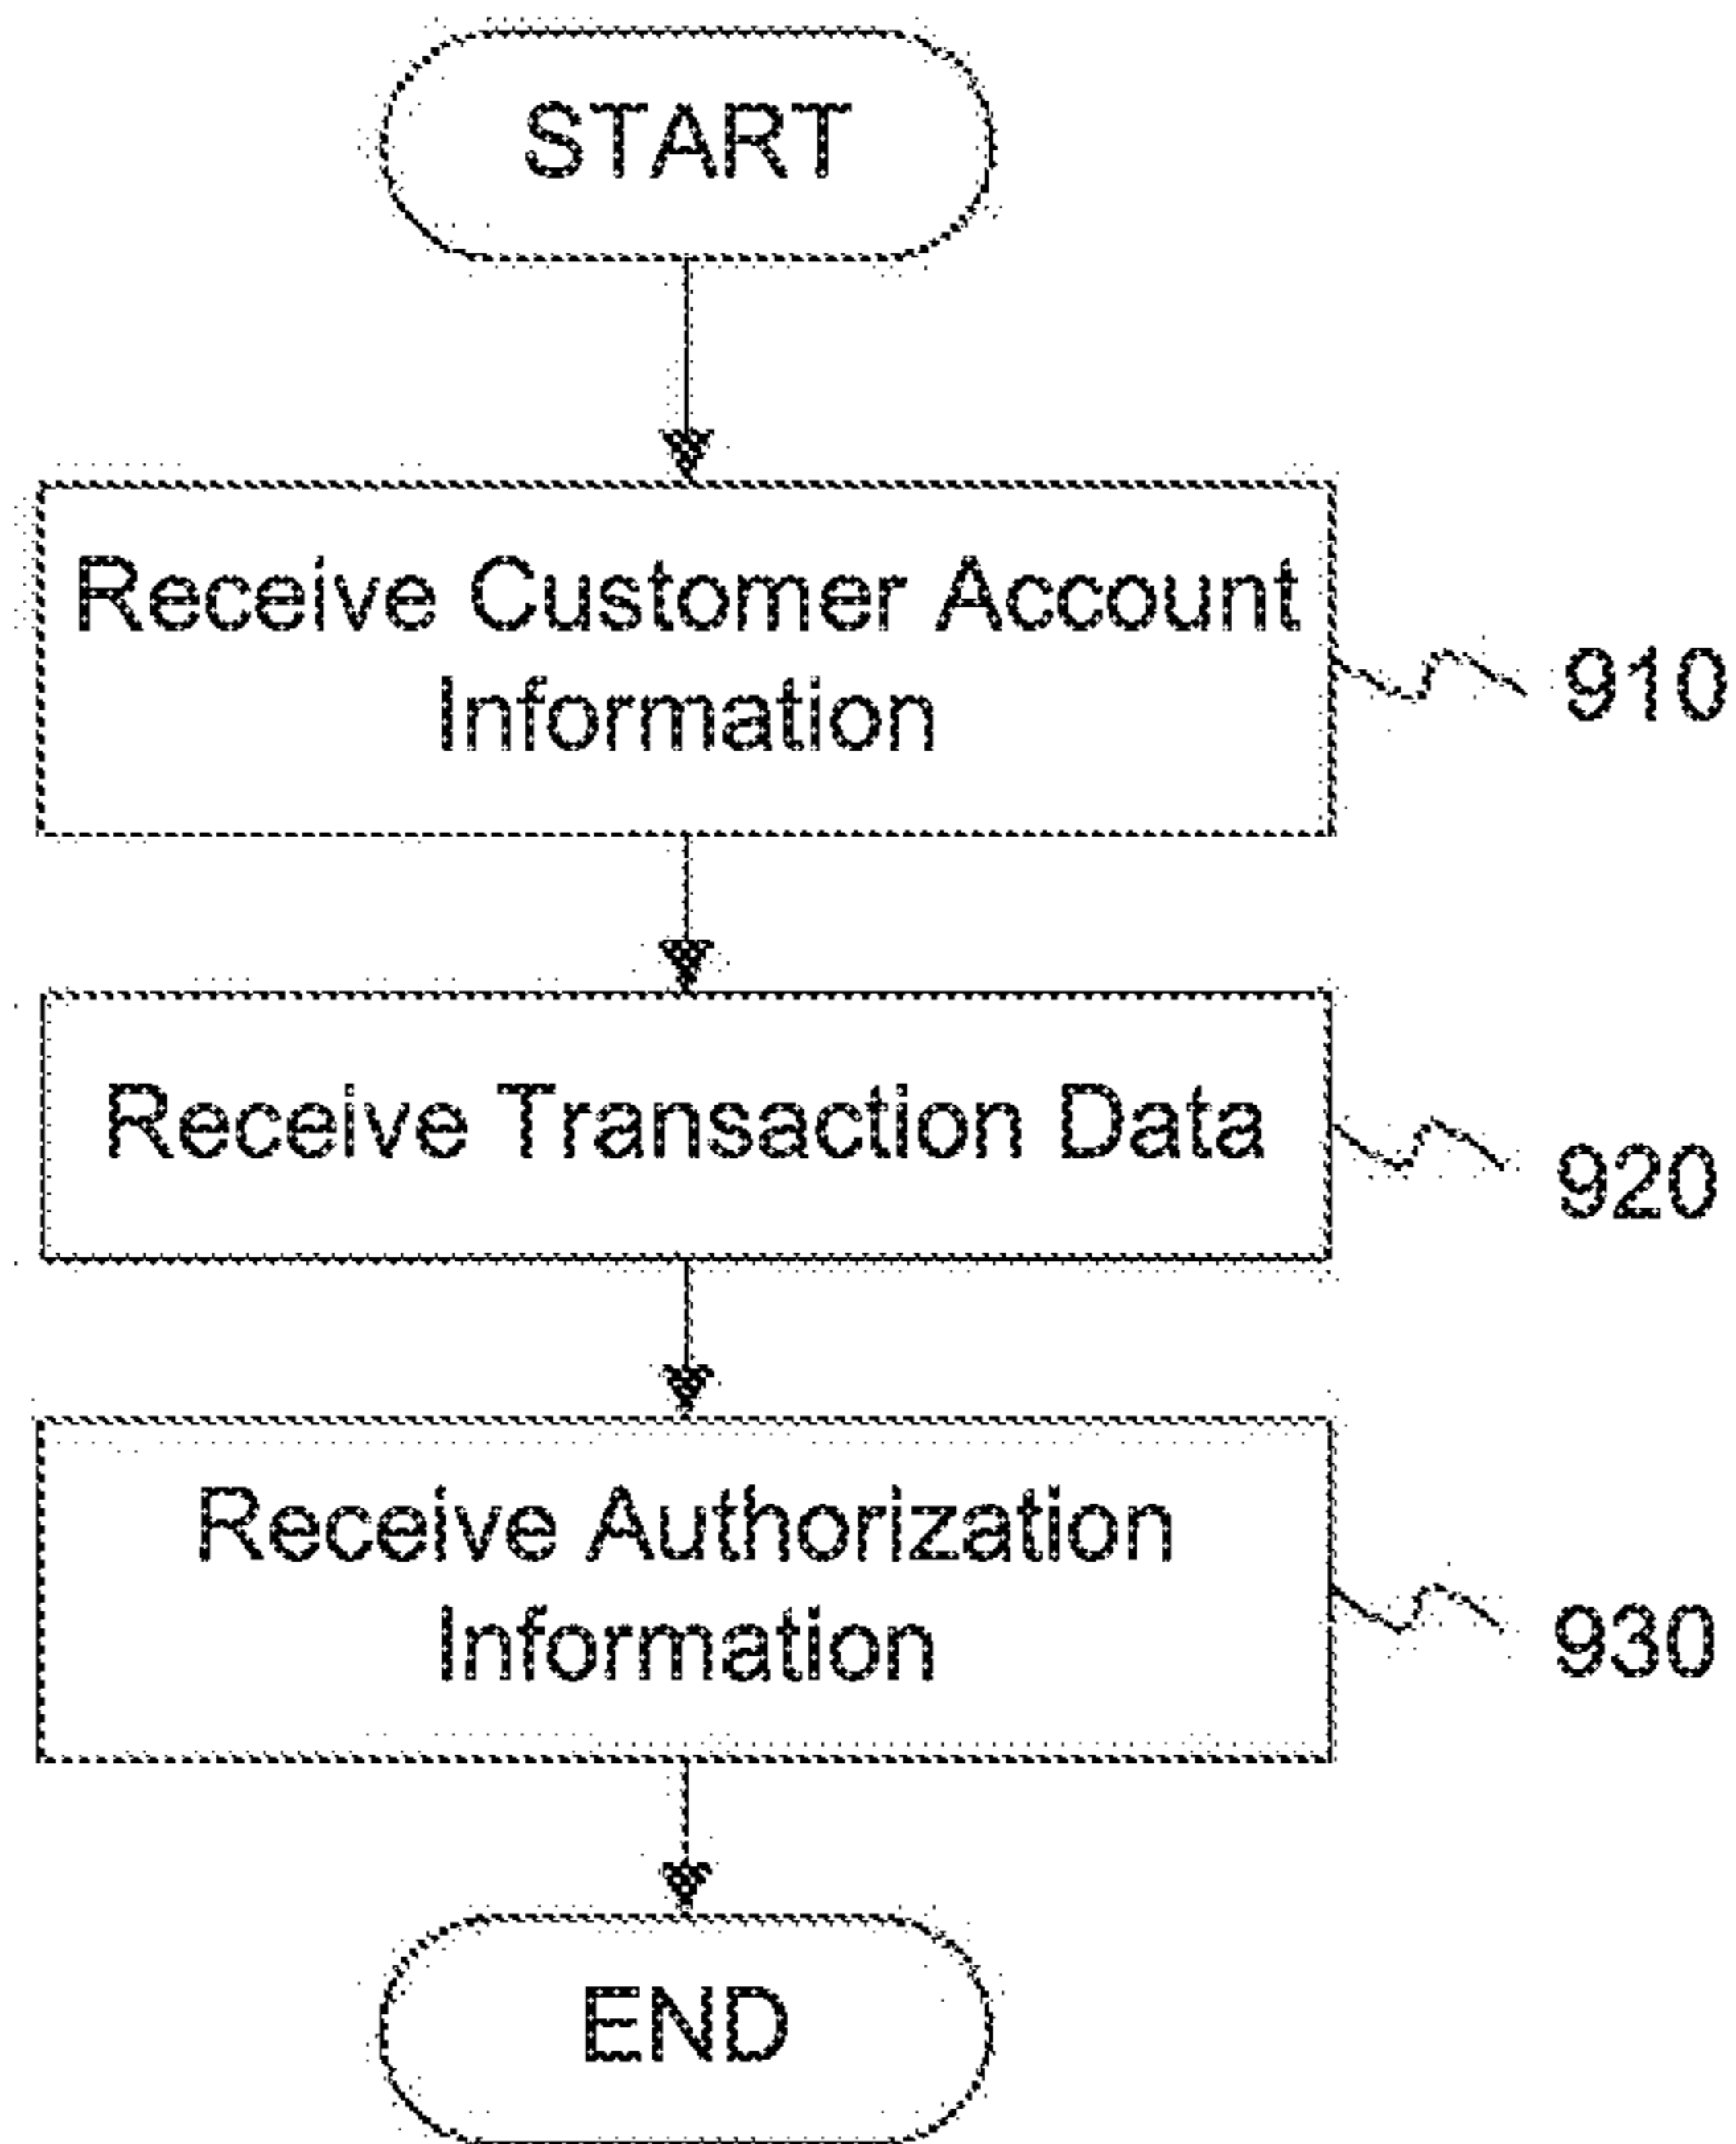 START
Receive Customer Account
Information
910
Receive Transaction Data
920
Receive Authorization
Information
930
END